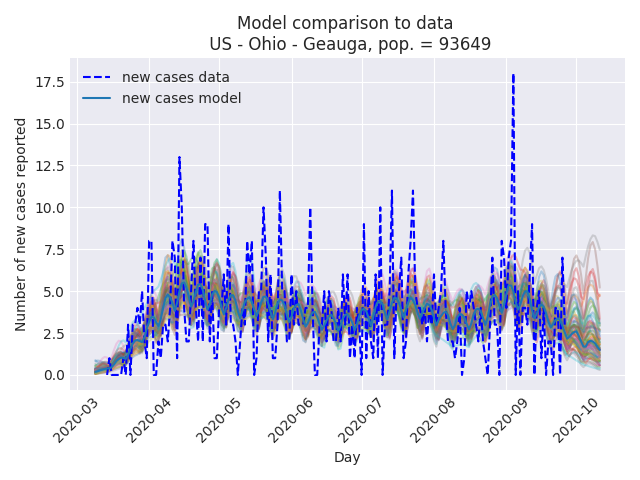 Model comparison to data
US - Ohio - Geauga, pop. = 93649
new cases data
new cases model
Number of new cases reported
17.5
15.0
12.5
10.0
7.5
5.0
2.5
0.0
2020-03
2020-04
2020-05
2020-06
2020-07
2020-08
2020-09
2020-10
Day